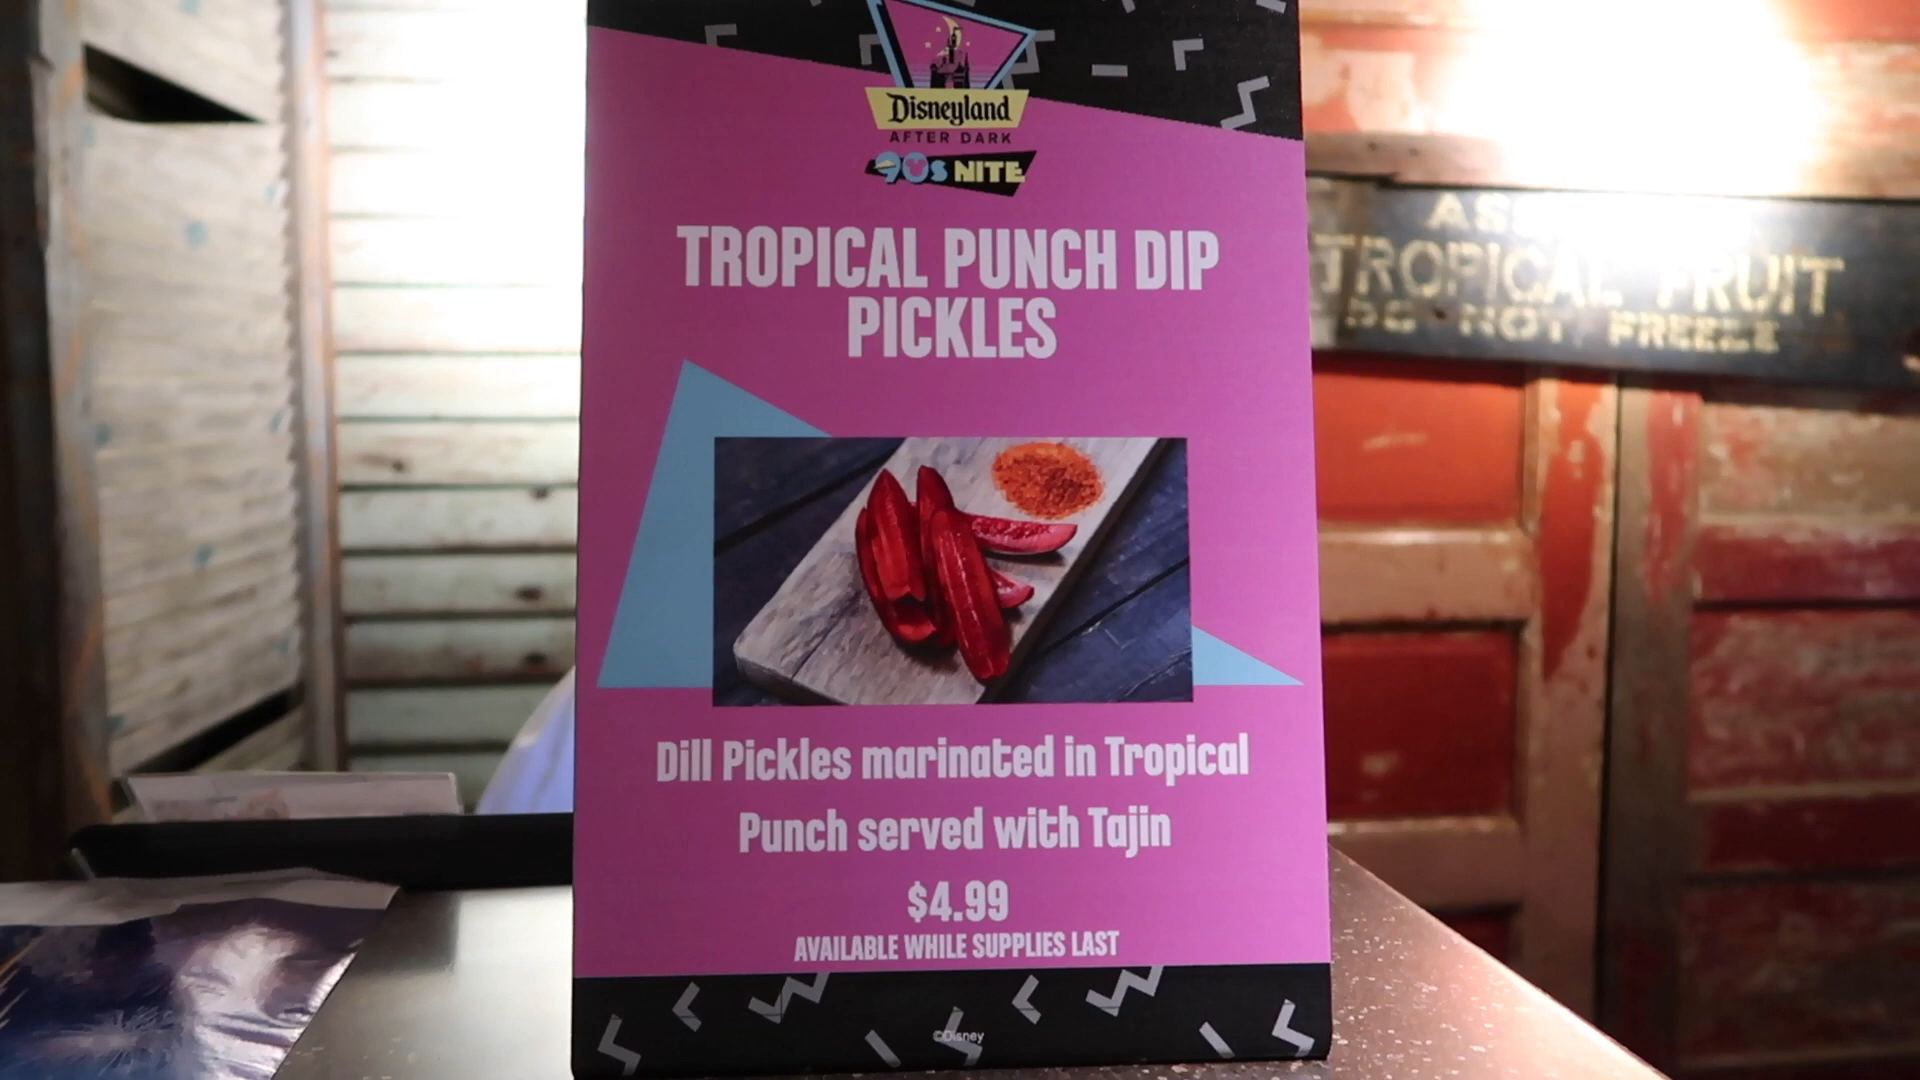 Disneyland
AFTER DARK
90s NITE
TROPICAL PUNCH DIP
PICKLES
TROPICAL FRUIT
DO NOT FREEZE
Dill Pickles marinated in Tropical
Punch served with Tajin
$4.99
AVAILABLE WHILE SUPPLIES LAST
©Disney